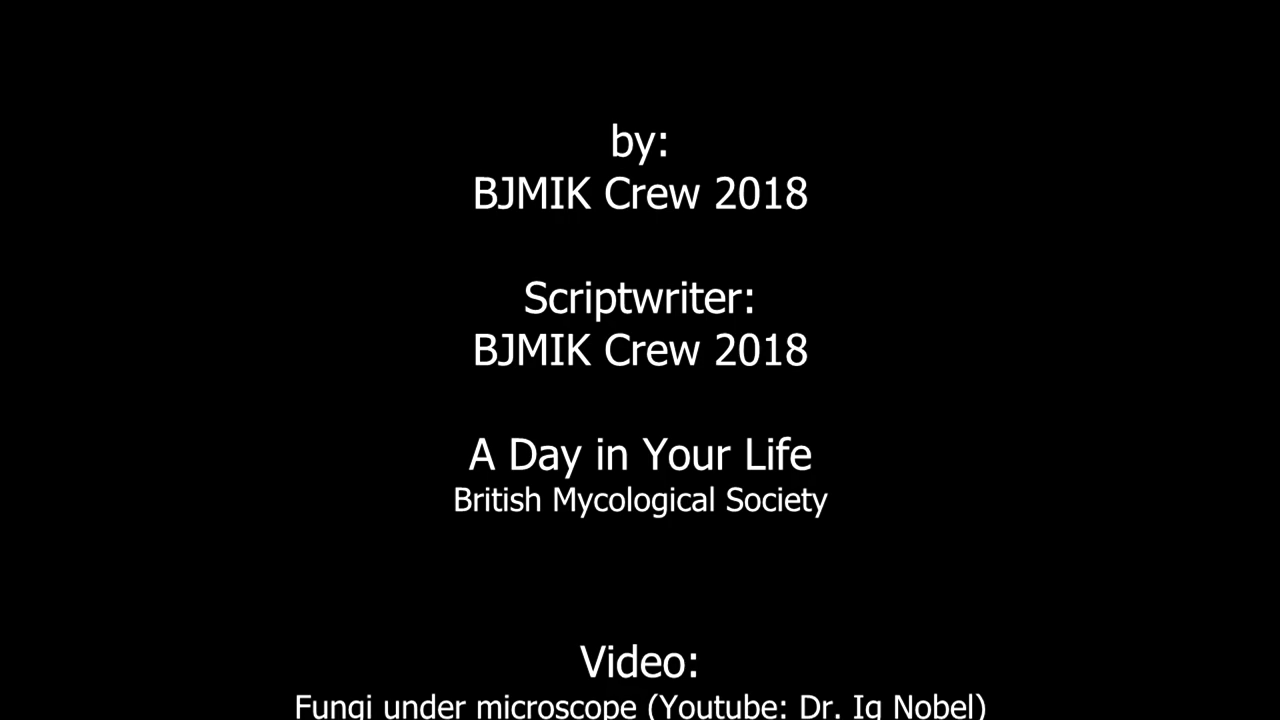 by:
BJMIK Crew 2018
Scriptwriter:
BJMIK Crew 2018
A Day in Your Life
British Mycological Society
Video:
Fungi under microscope (Youtube: Dr. Ig Nobel)